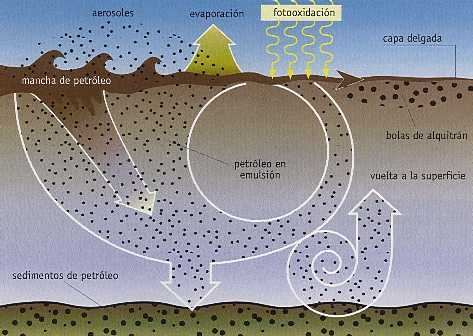 aerosoles
evaporación
fotooxidación
capa delgada
mancha de petróleo
bolas de alquitrán
petróleo en
emulsión
vuelta a la superficie
sedimentos de petróleo